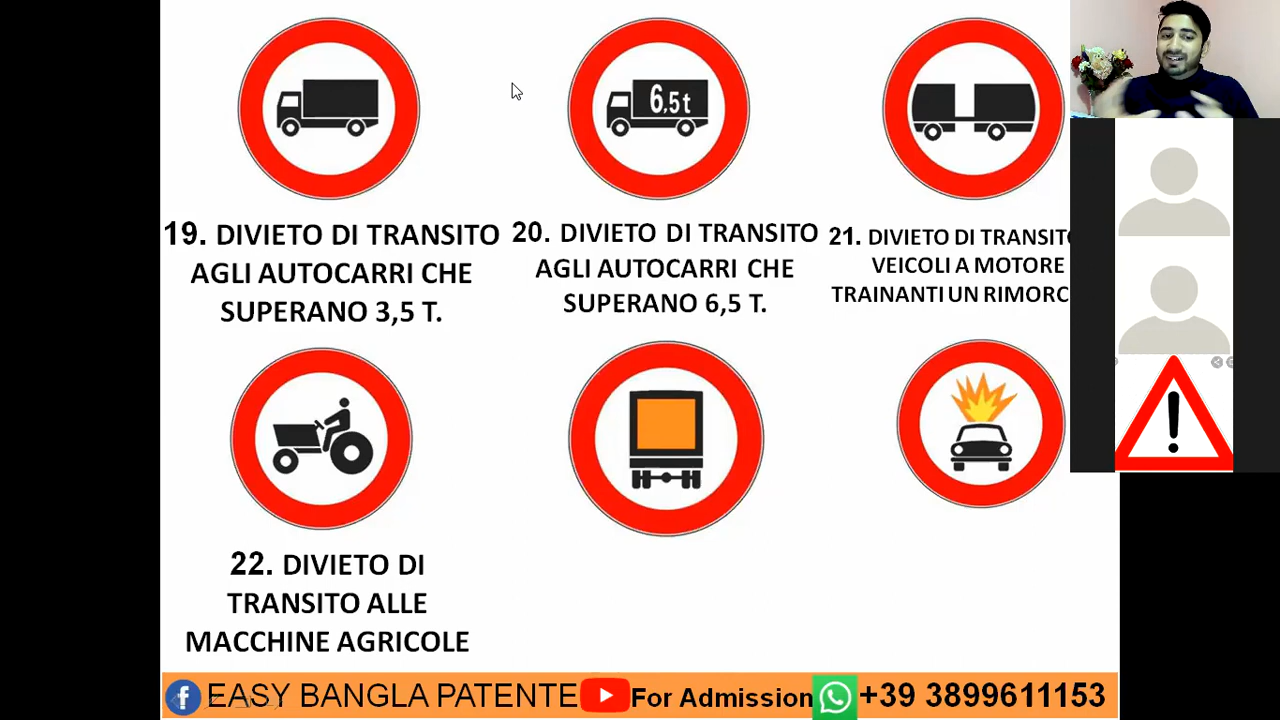 6.5t
19. DIVIETO DI TRANSITO
AGLI AUTOCARRI CHE
SUPERANO 3,5 T.
20. DIVIETO DI TRANSITO
AGLI AUTOCARRI CHE
SUPERANO 6,5 T.
21. DIVIETO DI TRANSITO
VEICOLI A MOTORE
TRAINANTI UN RIMORC
22. DIVIETO DI
TRANSITO ALLE
MACCHINE AGRICOLE
EASY BANGLA PATENTE For Admission +39 3899611153